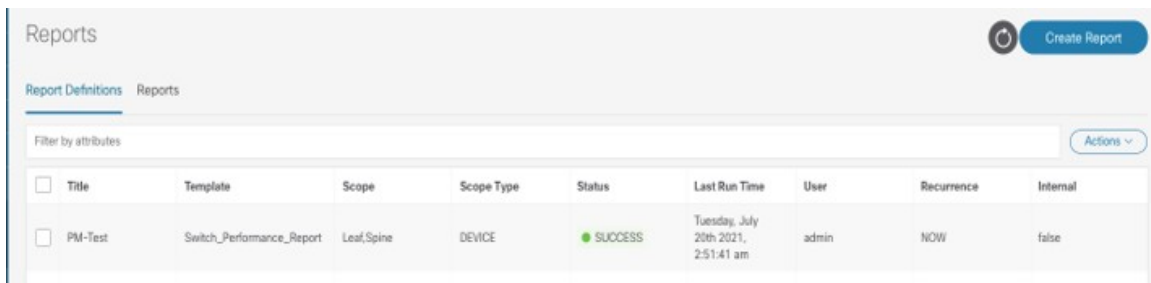 Reports
Create Report
Report Definitions Reports
Filter by attributes
Actions
Title Template Scope Scope Type Status Last Run Time User Recurrence Internal
PM-Test Switch_Performance_Report Leaf,Spine DEVICE SUCCESS Tuesday, July admin NOW false
20th 2021,
2:51:41 am